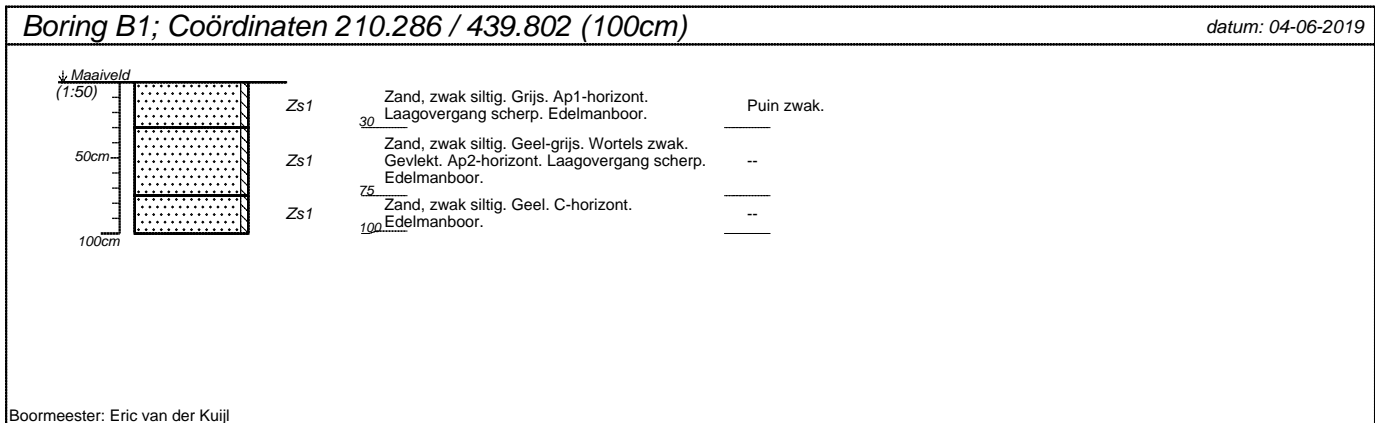 Boring B1; Coördinaten 210.286 / 439.802 (100cm)
datum: 04-06-2019
Maaiveld
(1:50)
Zs1
30
Zand, zwak siltig. Grijs. Ap1-horizont.
Laagovergang scherp. Edelmanboor.
Puin zwak.
50cm
Zs1
75
Zand, zwak siltig. Geel-grijs. Wortels zwak.
Gevlekt. Ap2-horizont. Laagovergang scherp.
Edelmanboor.
--
Zs1
100
Zand, zwak siltig. Geel. C-horizont.
Edelmanboor.
--
100cm
Boormeester: Eric van der Kuijl